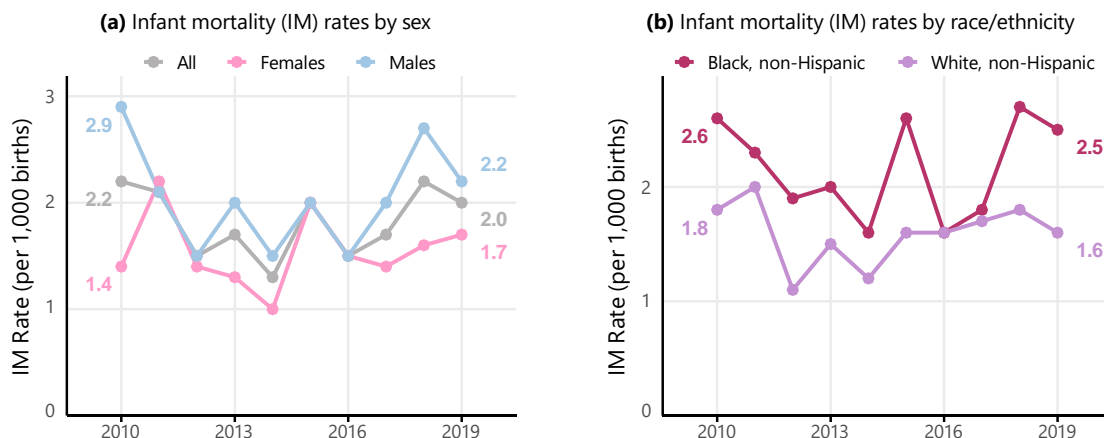 (a) Infant mortality (IM) rates by sex
All Females Males
IM Rate (per 1,000 births)
3
2
1
0
2.9
2.2
1.4
2.2
2.0
1.7
2010 2013 2016 2019
(b) Infant mortality (IM) rates by race/ethnicity
Black, non-Hispanic White, non-Hispanic
IM Rate (per 1,000 births)
2
1
0
2.6
1.8
2.5
1.6
2010 2013 2016 2019